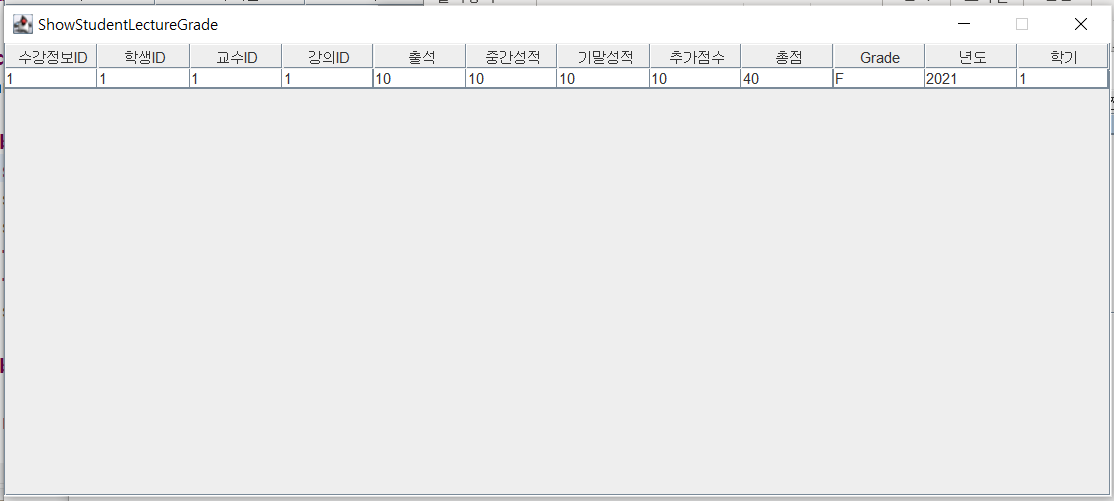 ShowStudentLectureGrade
수강정보ID 학생ID 교수ID 강의ID 출석 중간성적 기말성적 추가점수 총점 Grade 년도 학기
1 1 1 1 10 10 10 10 40 F 2021 1